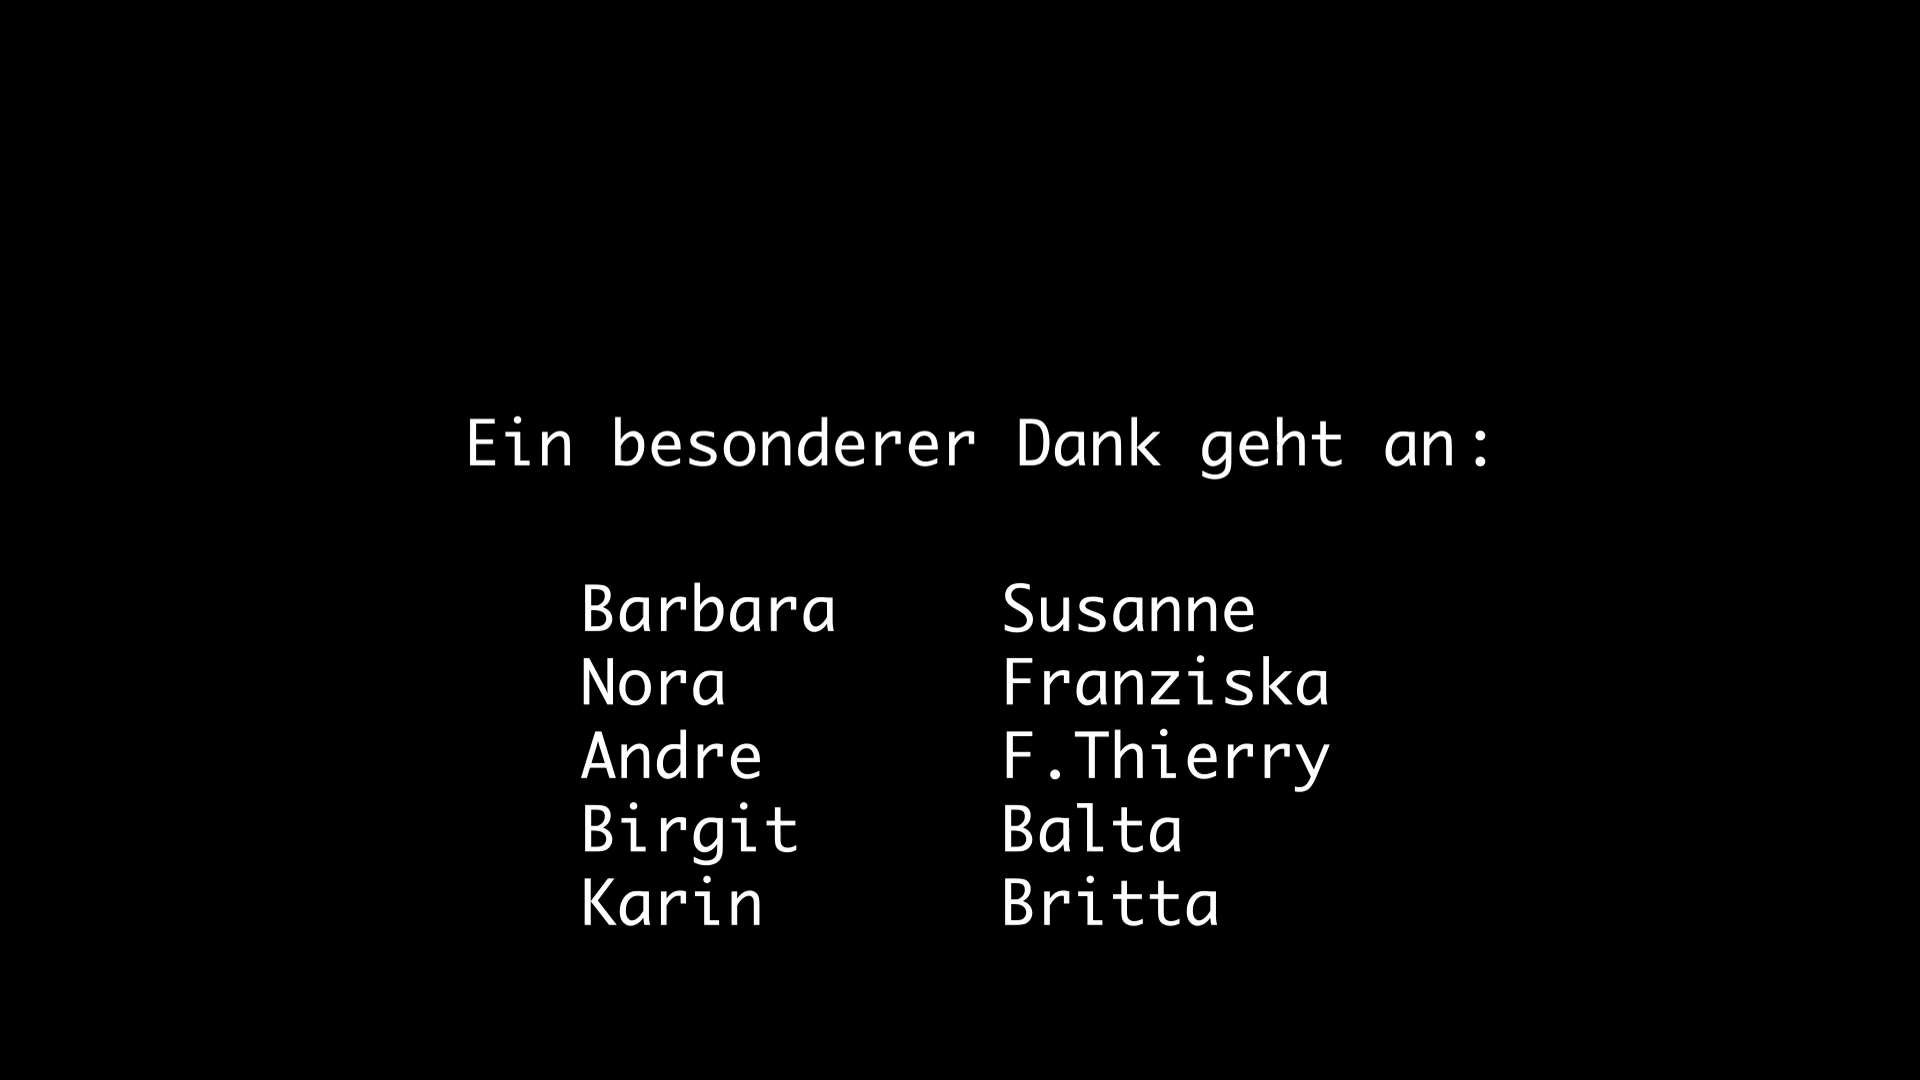 Ein besonderer Dank geht an:
Barbara Susanne
Nora Franziska
Andre F.Thierry
Birgit Balta
Karin Britta